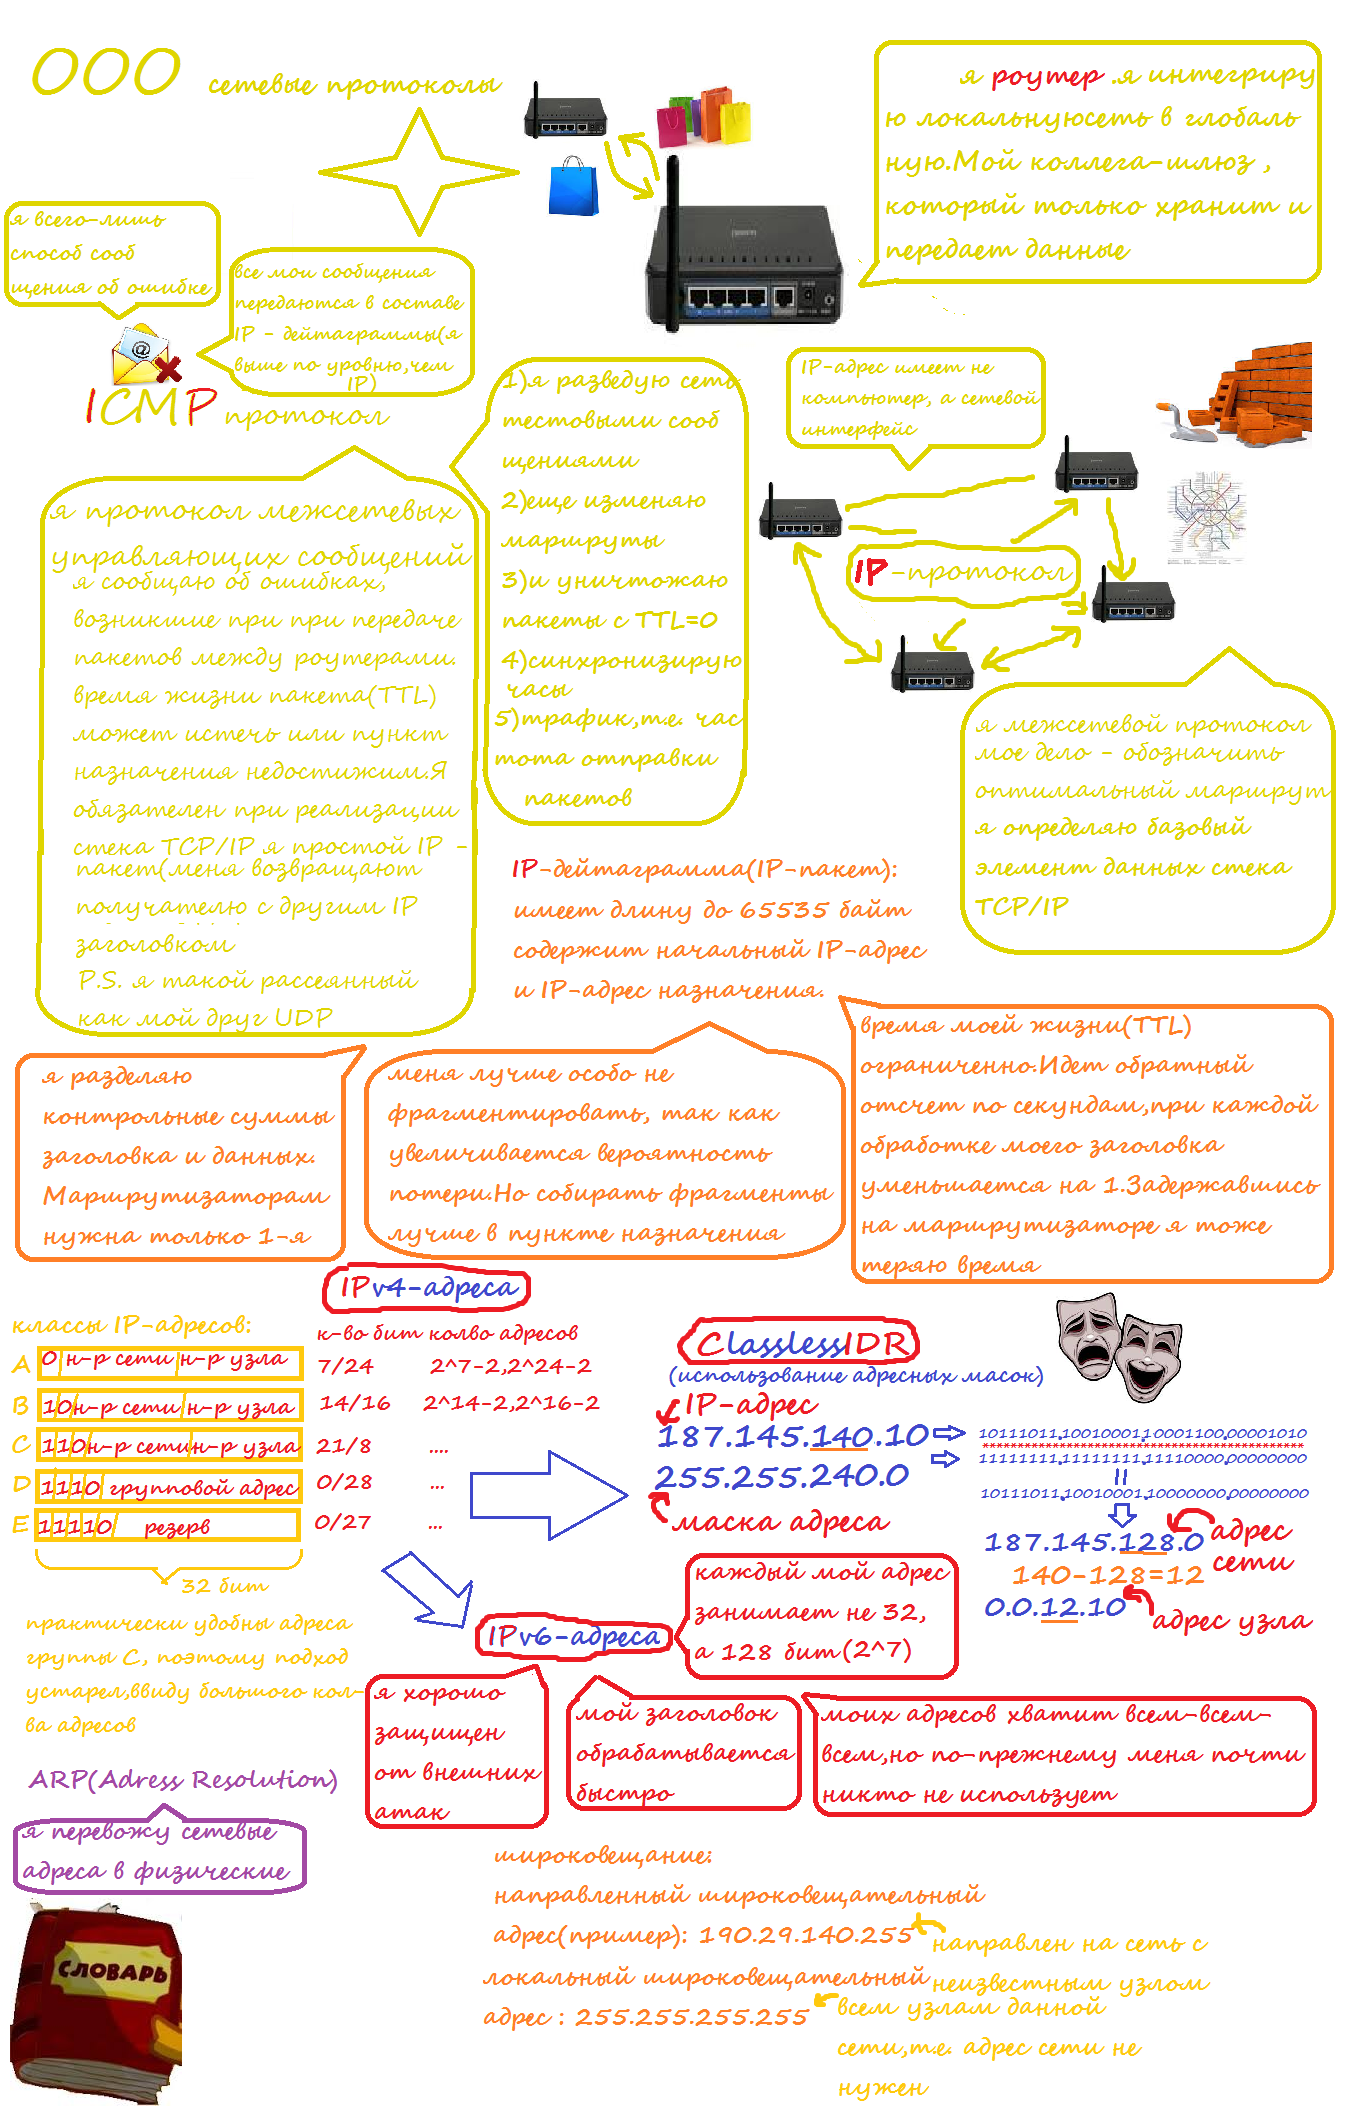 ООО сетевые протоколы
я роутер .я интегриру
ю локальнуюсеть в глобаль
ную.Мой коллега-шлюз ,
который только хранит и
передает данные
я всего-лишь
способ сооб
щения об ошибке
все мои сообщения
передаются в составе
IP - дейтаграммы(я
выше по уровню,чем
IP)
ICMP протокол
я протокол межсетевых
управляющих сообщений
я сообщаю об ошибках,
возникшие при при передаче
пакетов между роутерами.
время жизни пакета(TTL)
может истечь или пункт
назначения недостижим.Я
обязателен при реализации
стека TCP/IP я простой IP -
пакет(меня возвращают
получателю с другим IP
заголовком
P.S. я такой рассеянный
как мой друг UDP
1)я разведую сеть
тестовыми сооб
щениями
2)еще изменяю
маршруты
3)и уничтожаю
пакеты с TTL=0
4)синхронизирую
часы
5)трафик,т.е. час
тота отправки
пакетов
IP-адрес имеет не
компьютер, а сетевой
интерфейс
IP-протокол
я межсетевой протокол
мое дело - обозначить
оптимальный маршрут
я определяю базовый
элемент данных стека
TCP/IP
IP-дейтаграмма(IP-пакет):
имеет длину до 65535 байт
содержит начальный IP-адрес
и IP-адрес назначения.
я разделяю
контрольные суммы
заголовка и данных.
Маршрутизаторам
нужна только 1-я
меня лучше особо не
фрагментировать, так как
увеличивается вероятность
потери.Но собирать фрагменты
лучше в пункте назначения
время моей жизни(TTL)
ограниченно.Идет обратный
отсчет по секундам,при каждой
обработке моего заголовка
уменьшается на 1.Задержавшись
на маршрутизаторе я тоже
теряю время
IPv4-адреса
классы IP-адресов:
к-во бит колво адресов
A 0 н-р сети н-р узла 7/24 2^7-2,2^24-2
B 10 н-р сети н-р узла 14/16 2^14-2,2^16-2
C 110 н-р сети н-р узла 21/8 ....
D 1110 групповой адрес 0/28 ...
E 11110 резерв 0/27 ...
32 бит
практически удобны адреса
группы C, поэтому подход
устарел,ввиду большого кол-
ва адресов
ClasslessIDR
(использование адресных масок)
IP-адрес
187.145.140.10
255.255.240.0
маска адреса
10111011.10010001.10001100.00001010
**********************************
11111111.11111111.11110000.00000000
=
10111011.10010001.10000000.00000000
187.145.128.0 адрес
сети
140-128=12
0.0.12.10 адрес узла
IPv6-адреса
каждый мой адрес
занимает не 32,
а 128 бит(2^7)
я хорошо
защищен
от внешних
атак
мой заголовок
обрабатывается
быстро
моих адресов хватит всем-всем-
всем,но по-прежнему меня почти
никто не использует
ARP(Adress Resolution)
я перевожу сетевые
адреса в физические
СЛОВАРЬ
широковещание:
направленный широковещательный
адрес(пример): 190.29.140.255
направлен на сеть с
неизвестным узлом
локальный широковещательный
адрес : 255.255.255.255
всем узлам данной
сети,т.е. адрес сети не
нужен